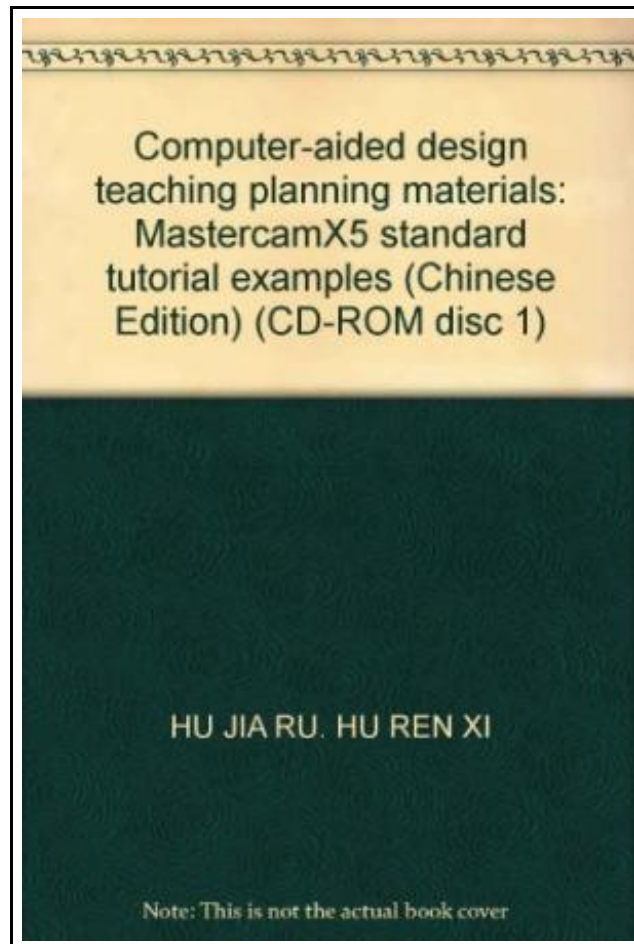 Computer-aided design
teaching planning materials:
MastercamX5 standard
tutorial examples (Chinese
Edition) (CD-ROM disc 1)
HU JIA RU. HU REN XI
Note: This is not the actual book cover